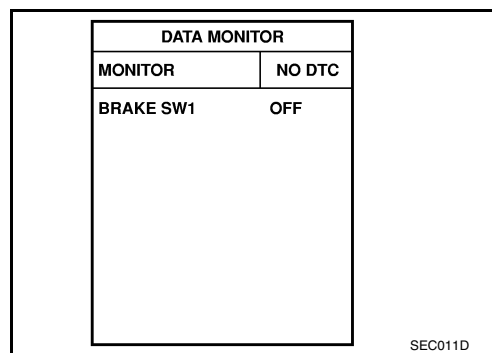 DATA MONITOR
MONITOR NO DTC
BRAKE SW1 OFF
SEC011D